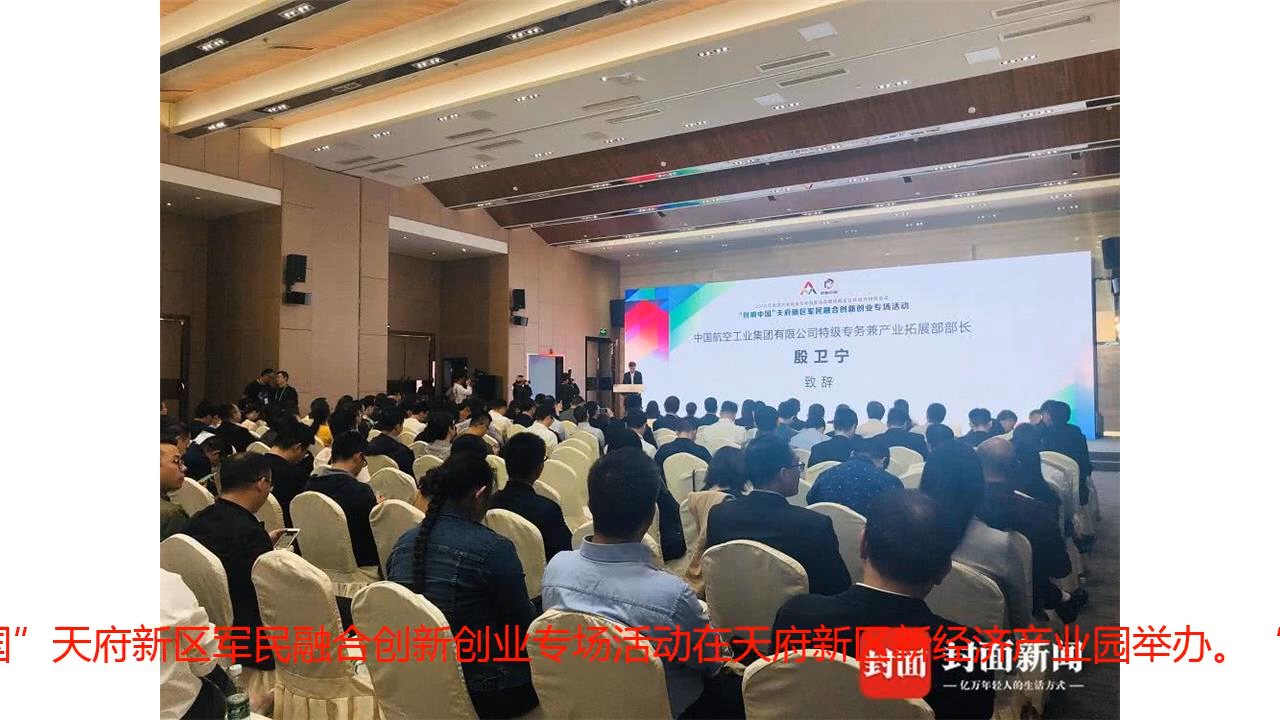 “创响中国”天府新区军民融合创新创业专场活动
中国航空工业集团有限公司特级专务兼产业拓展部部长
殷卫宁
致辞
国”天府新区军民融合创新创业专场活动在天府新区新经济产业园举办。 “
封面 封面新闻
亿万年轻人的生活方式